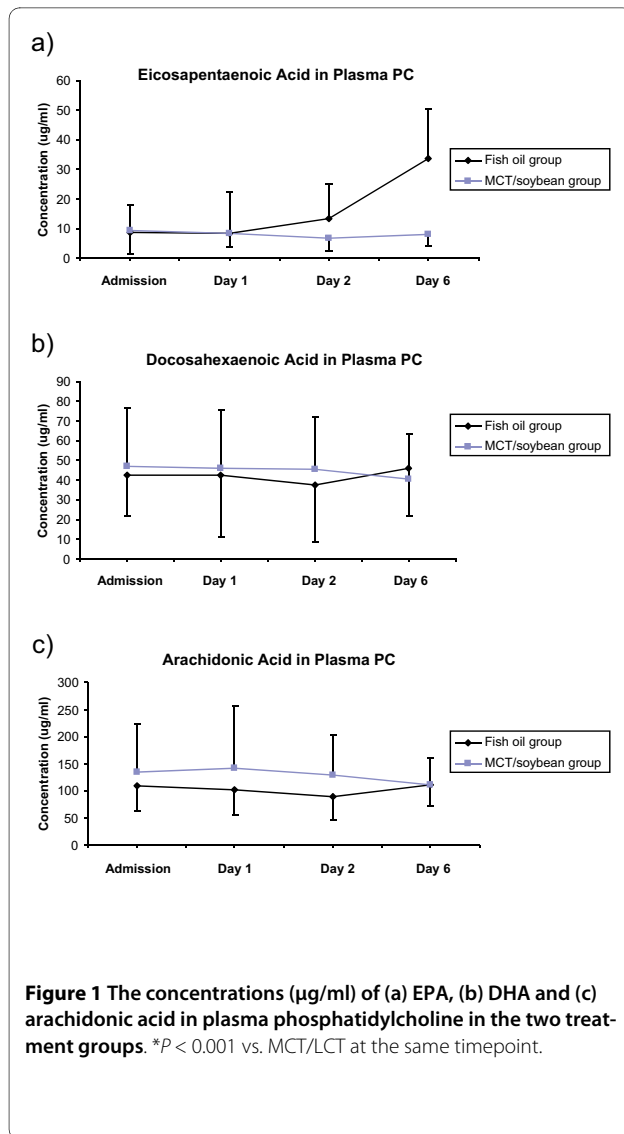 a)
Eicosapentaenoic Acid in Plasma PC
60
50
40
30
20
10
0
Concentration (ug/ml)
Admission Day 1 Day 2 Day 6
Fish oil group
MCT/soybean group
b)
Docosahexaenoic Acid in Plasma PC
90
80
70
60
50
40
30
20
10
0
Concentration (ug/ml)
Admission Day 1 Day 2 Day 6
Fish oil group
MCT/soybean group
c)
Arachidonic Acid in Plasma PC
300
250
200
150
100
50
0
Concentration (ug/ml)
Admission Day 1 Day 2 Day 6
Fish oil group
MCT/soybean group
Figure 1 The concentrations (μg/ml) of (a) EPA, (b) DHA and (c)
arachidonic acid in plasma phosphatidylcholine in the two treat-
ment groups. *P < 0.001 vs. MCT/LCT at the same timepoint.